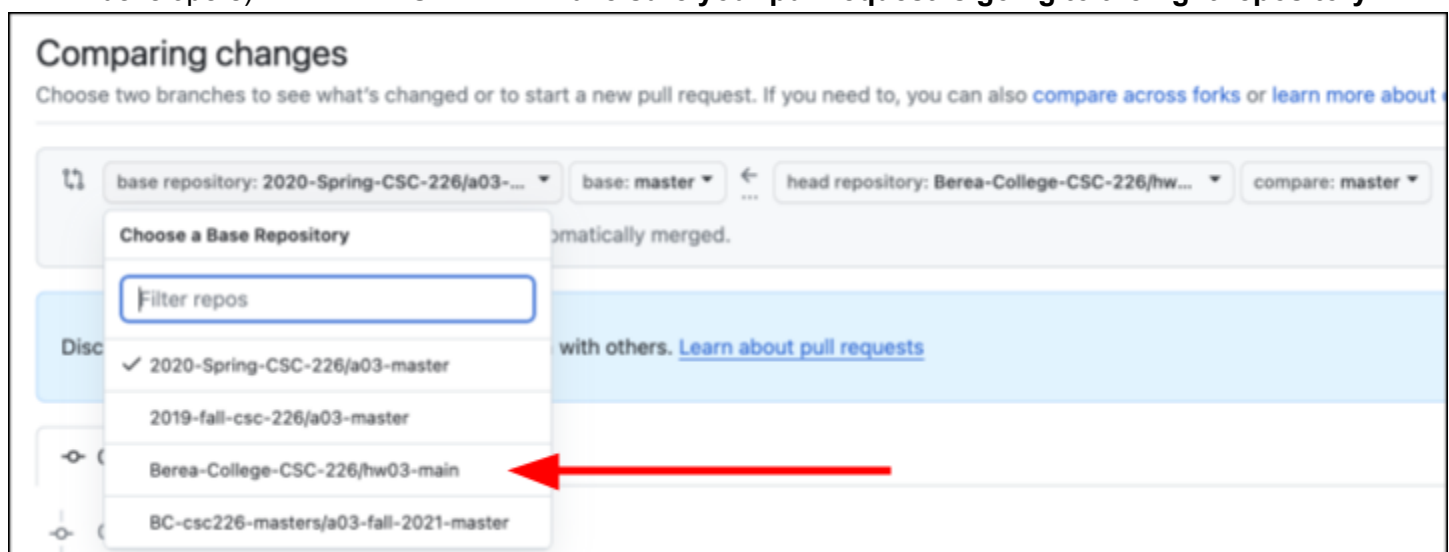 Comparing changes
Choose two branches to see what's changed or to start a new pull request. If you need to, you can also compare across forks or learn more about
base repository: 2020-Spring-CSC-226/a03-... base: master ← head repository: Berea-College-CSC-226/hw... compare: master
Choose a Base Repository omatically merged.
Filter repos
Disc with others. Learn about pull requests
✓ 2020-Spring-CSC-226/a03-master
2019-fall-csc-226/a03-master
Berea-College-CSC-226/hw03-main
BC-csc226-masters/a03-fall-2021-master